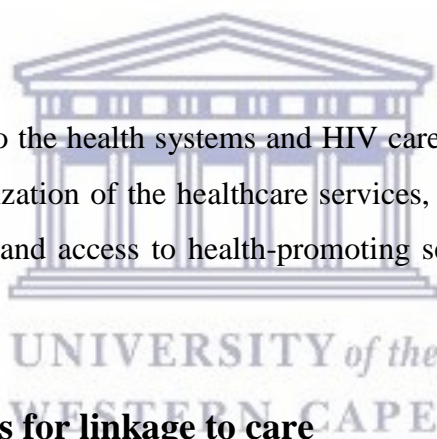 o the health systems and HIV care
ization of the healthcare services,
and access to health-promoting se
UNIVERSITY of the
s for linkage to care
WESTERN CAPE